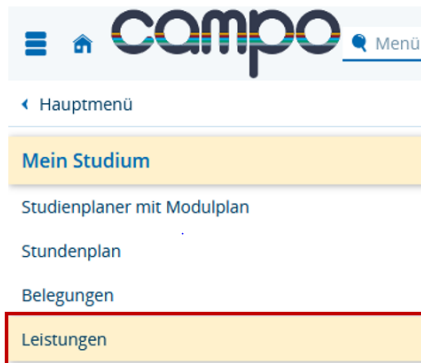 campo
Menü
Hauptmenü
Mein Studium
Studienplaner mit Modulplan
Stundenplan
Belegungen
Leistungen